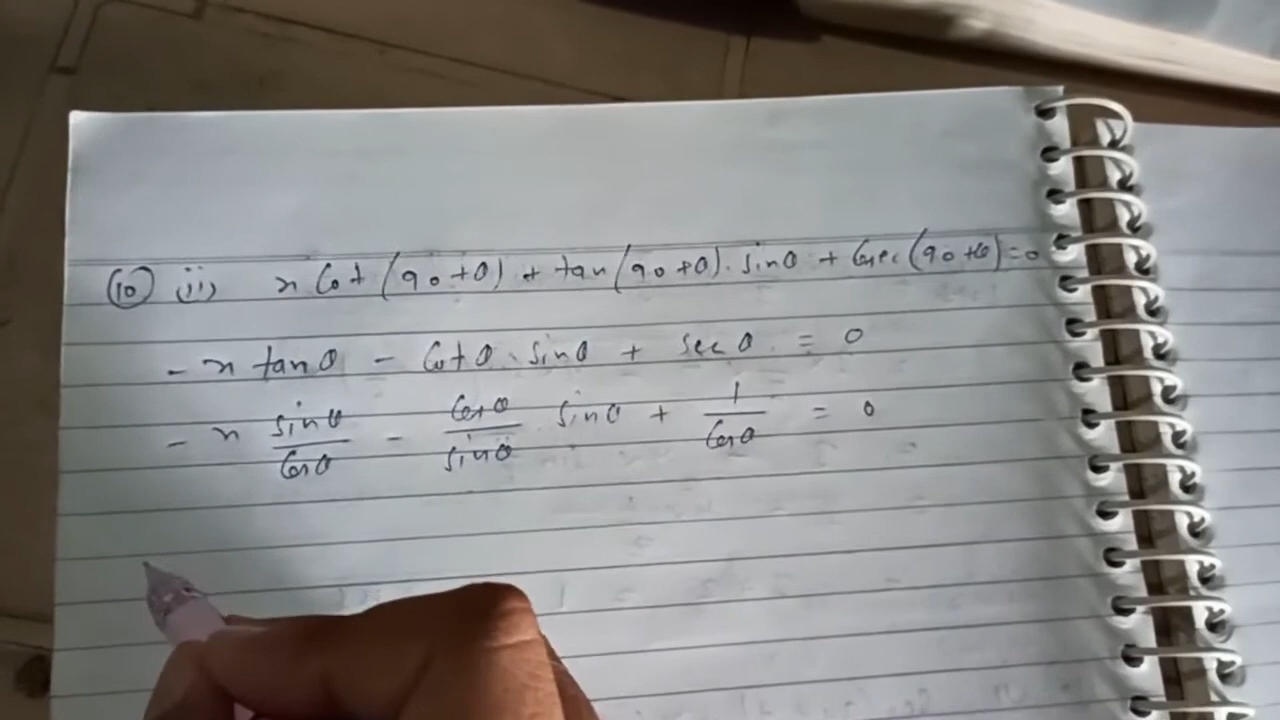 (10) (ii) x cot (90+θ) + tan (90+θ). sinθ + cosec (90+θ) = 0
- x tanθ - cotθ . sinθ + secθ = 0
- x sinθ/cosθ - cosθ/sinθ sinθ + 1/cosθ = 0